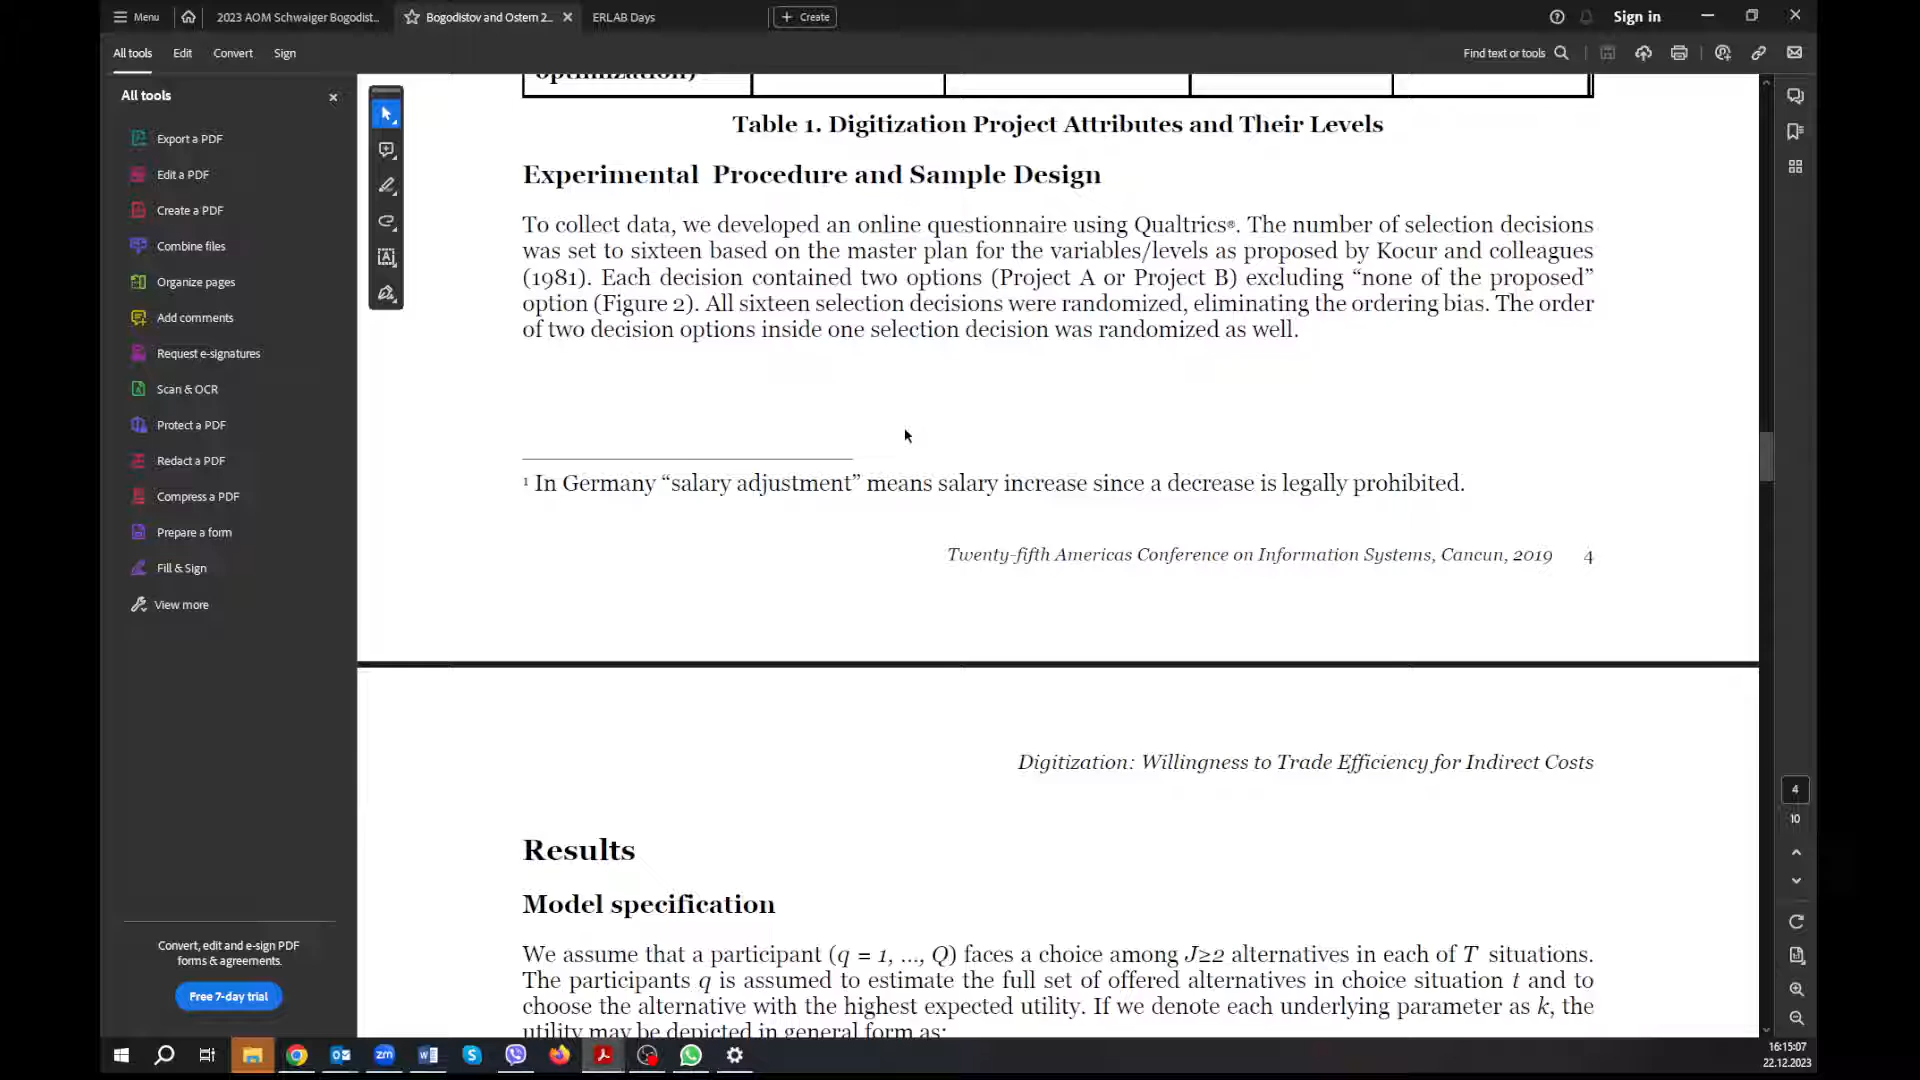 Menu
2023 AOM Schwaiger Bogodist...
Bogodistov and Ostern 2...
ERLAB Days
Create
Sign in
All tools
Edit
Convert
Sign
Find text or tools
All tools
Export a PDF
Edit a PDF
Create a PDF
Combine files
Organize pages
Add comments
Request e-signatures
Scan & OCR
Protect a PDF
Redact a PDF
Compress a PDF
Prepare a form
Fill & Sign
View more
Convert, edit and e-sign PDF
forms & agreements.
Free 7-day trial
optimization)
Table 1. Digitization Project Attributes and Their Levels
Experimental Procedure and Sample Design
To collect data, we developed an online questionnaire using Qualtrics®. The number of selection decisions
was set to sixteen based on the master plan for the variables/levels as proposed by Kocur and colleagues
(1981). Each decision contained two options (Project A or Project B) excluding “none of the proposed”
option (Figure 2). All sixteen selection decisions were randomized, eliminating the ordering bias. The order
of two decision options inside one selection decision was randomized as well.
1 In Germany “salary adjustment” means salary increase since a decrease is legally prohibited.
Twenty-fifth Americas Conference on Information Systems, Cancun, 2019 4
Digitization: Willingness to Trade Efficiency for Indirect Costs
Results
Model specification
We assume that a participant (q = 1, ..., Q) faces a choice among J≥2 alternatives in each of T situations.
The participants q is assumed to estimate the full set of offered alternatives in choice situation t and to
choose the alternative with the highest expected utility. If we denote each underlying parameter as k, the
utility may be depicted in general form as:
4
10
16:15:07
22.12.2023